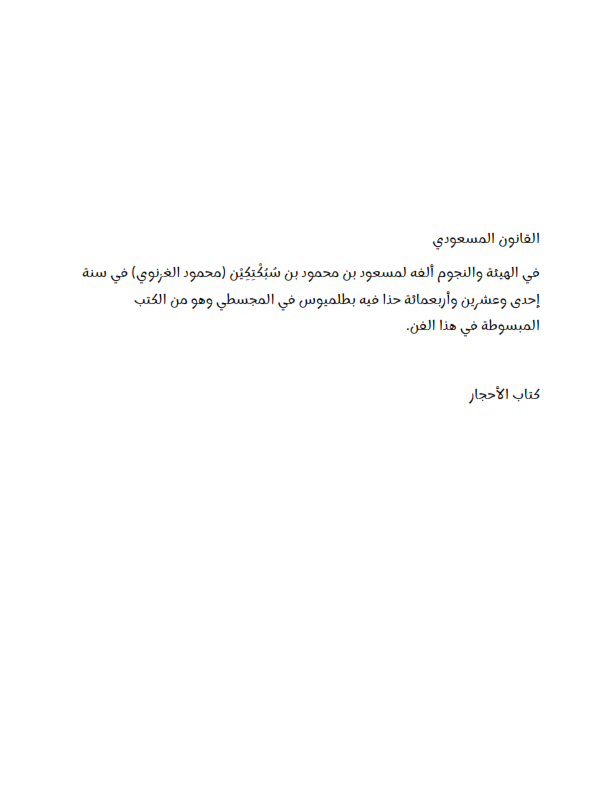 القانون المسعودي
في الهيئة والنجوم ألفه لمسعود بن محمود بن سُبُكْتِكِيْن (محمود الغزنوي) في سنة
إحدى وعشرين وأربعمائة حذا فيه بطلميوس في المجسطي وهو من الكتب
المبسوطة في هذا الفن.
كتاب الأحجار